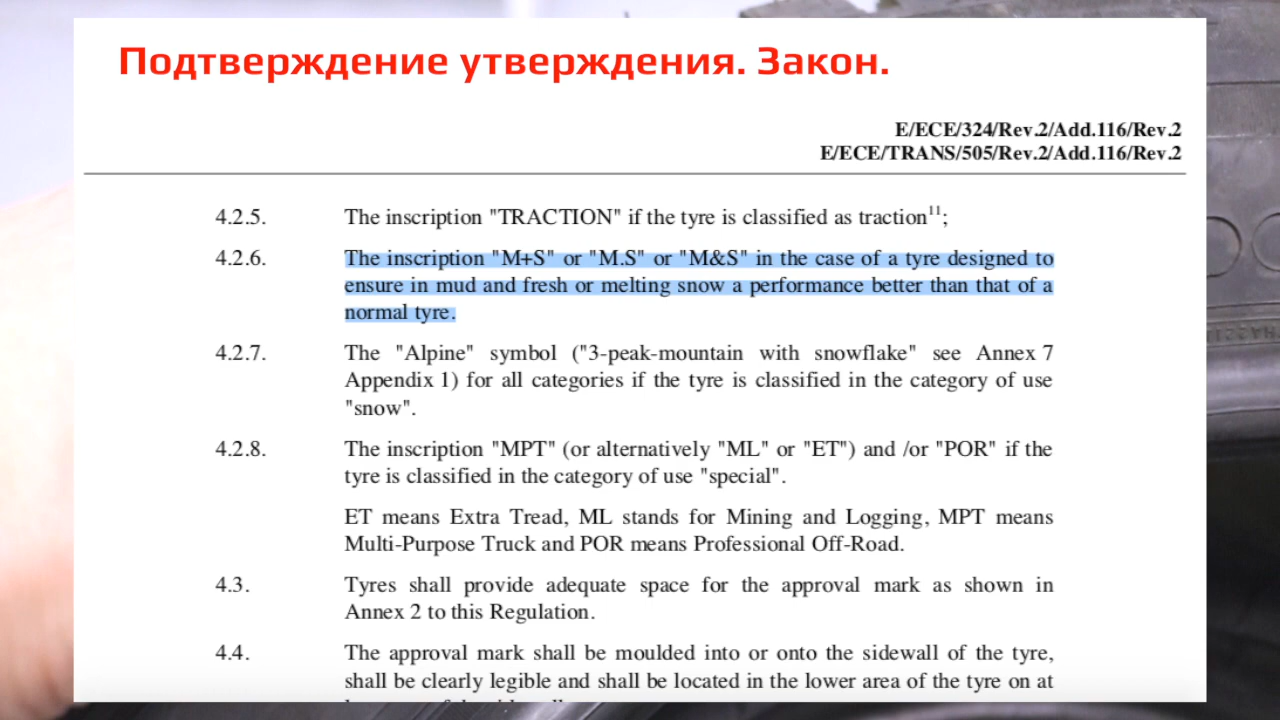 Подтверждение утверждения. Закон.
E/ECE/324/Rev.2/Add.116/Rev.2
E/ECE/TRANS/505/Rev.2/Add.116/Rev.2
4.2.5. The inscription "TRACTION" if the tyre is classified as traction11;
4.2.6. The inscription "M+S" or "M.S" or "M&S" in the case of a tyre designed to
ensure in mud and fresh or melting snow a performance better than that of a
normal tyre.
4.2.7. The "Alpine" symbol ("3-peak-mountain with snowflake" see Annex 7
Appendix 1) for all categories if the tyre is classified in the category of use
"snow".
4.2.8. The inscription "MPT" (or alternatively "ML" or "ET") and /or "POR" if the
tyre is classified in the category of use "special".
ET means Extra Tread, ML stands for Mining and Logging, MPT means
Multi-Purpose Truck and POR means Professional Off-Road.
4.3. Tyres shall provide adequate space for the approval mark as shown in
Annex 2 to this Regulation.
4.4. The approval mark shall be moulded into or onto the sidewall of the tyre,
shall be clearly legible and shall be located in the lower area of the tyre on at